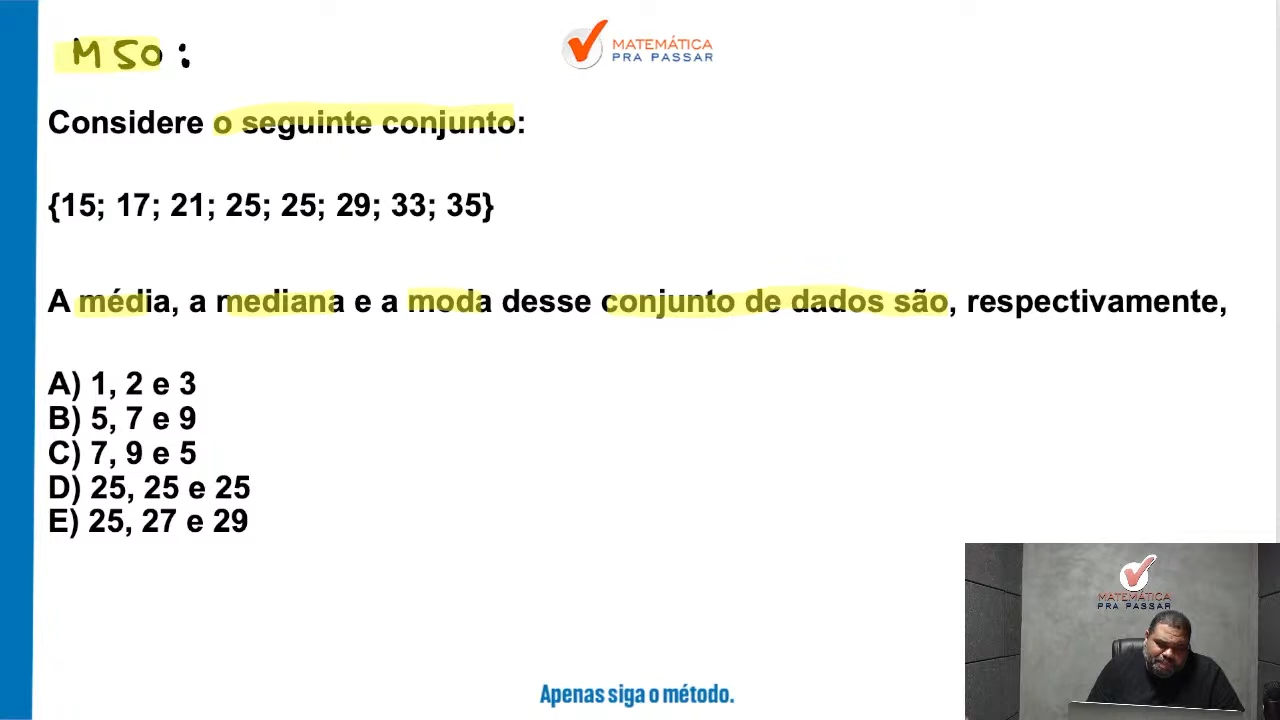 M50:
MATEMÁTICA
PRA PASSAR
Considere o seguinte conjunto:
{15; 17; 21; 25; 25; 29; 33; 35}
A média, a mediana e a moda desse conjunto de dados são, respectivamente,
A) 1, 2 e 3
B) 5, 7 e 9
C) 7, 9 e 5
D) 25, 25 e 25
E) 25, 27 e 29
MATEMÁTICA
PRA PASSAR
Apenas siga o método.